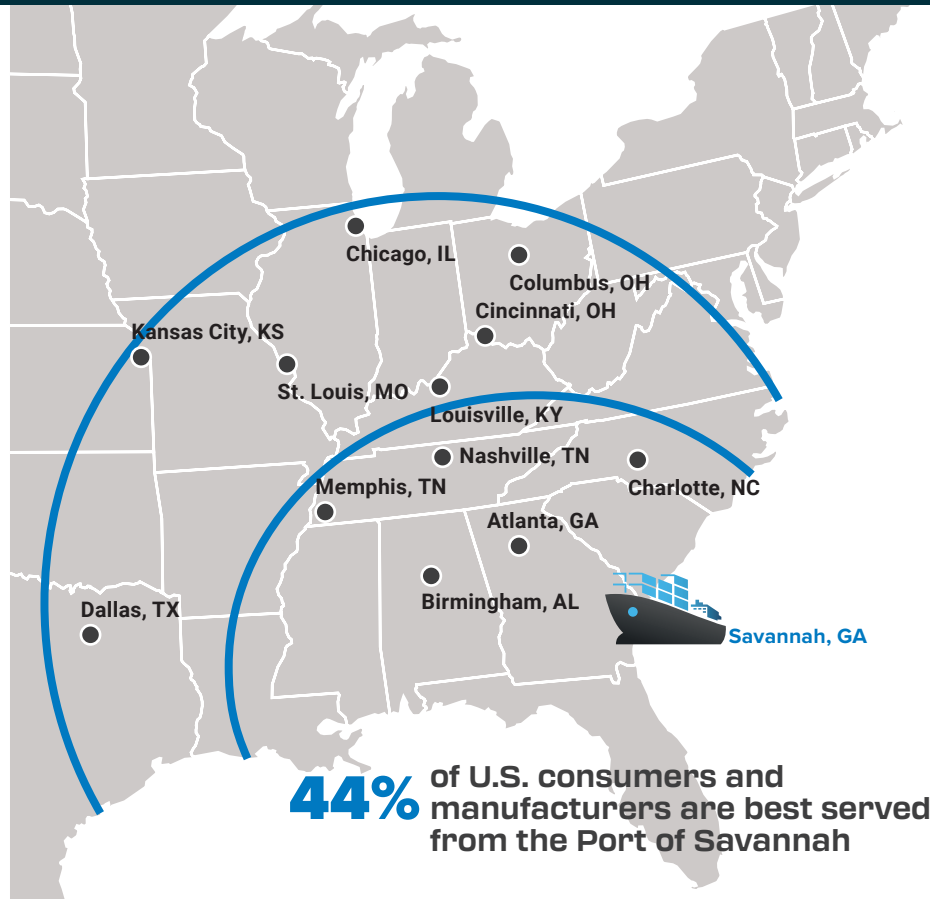 Chicago, IL
Columbus, OH
Cincinnati, OH
Kansas City, KS
St. Louis, MO
Louisville, KY
Nashville, TN
Memphis, TN
Charlotte, NC
Atlanta, GA
Birmingham, AL
Dallas, TX
Savannah, GA
44% of U.S. consumers and
manufacturers are best served
from the Port of Savannah